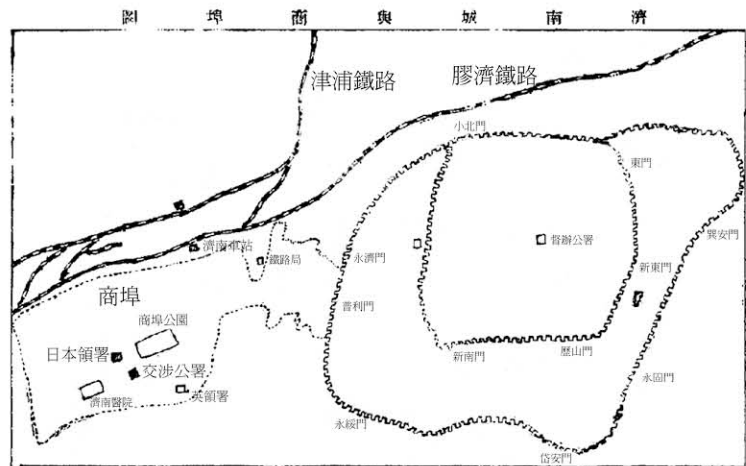 濟南城與商埠圖
津浦鐵路
膠濟鐵路
小北門
東門
巽安門
濟南車站
鐵路局
永濟門
督辦公署
新東門
商埠
普利門
商埠公園
日本領署
新南門
歷山門
交涉公署
永固門
濟南醫院
英領署
永綏門
岱安門